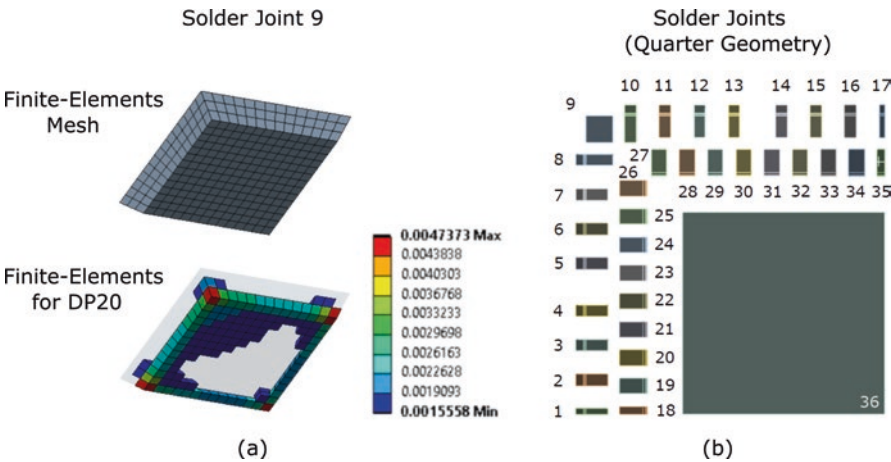 Solder Joint 9
Finite-Elements
Mesh
Finite-Elements
for DP20
0.0047373 Max
0.0043838
0.0040303
0.0036768
0.0033233
0.0029698
0.0026163
0.0022628
0.0019093
0.0015558 Min
(a)
Solder Joints
(Quarter Geometry)
10 11 12 13 14 15 16 17
9
8
27
26
7
28 29 30 31 32 33 34 35
6
25
24
5
23
4
22
21
3
20
2
19
1
18
36
(b)